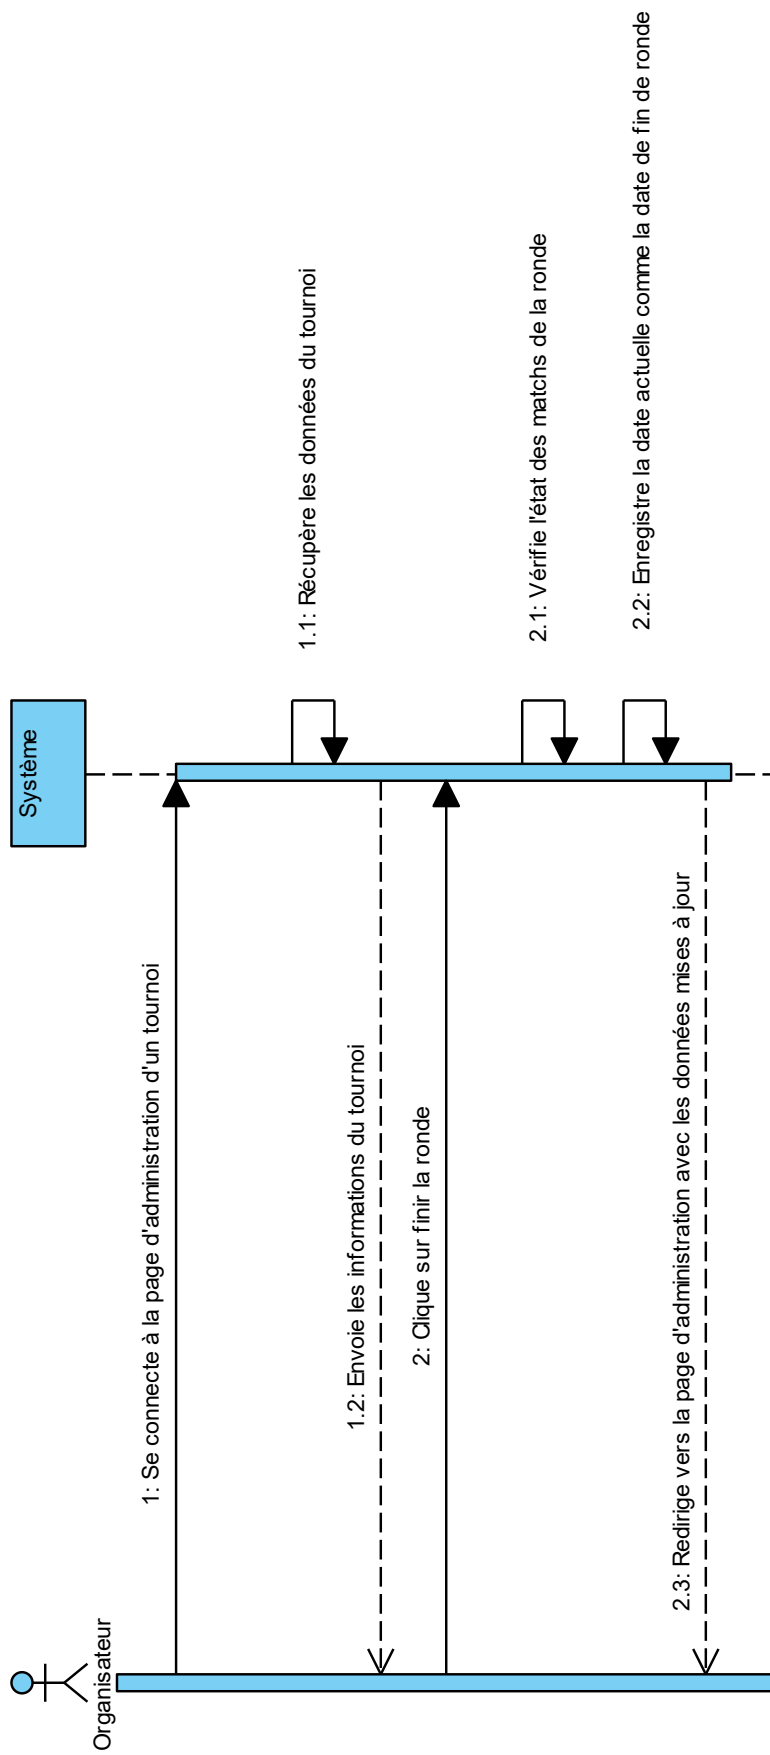 Organisateur
Système
1: Se connecte à la page d'administration d'un tournoi
1.1: Récupère les données du tournoi
1.2: Envoie les informations du tournoi
2: Clique sur finir la ronde
2.1: Vérifie l'état des matchs de la ronde
2.2: Enregistre la date actuelle comme la date de fin de ronde
2.3: Redirige vers la page d'administration avec les données mises à jour